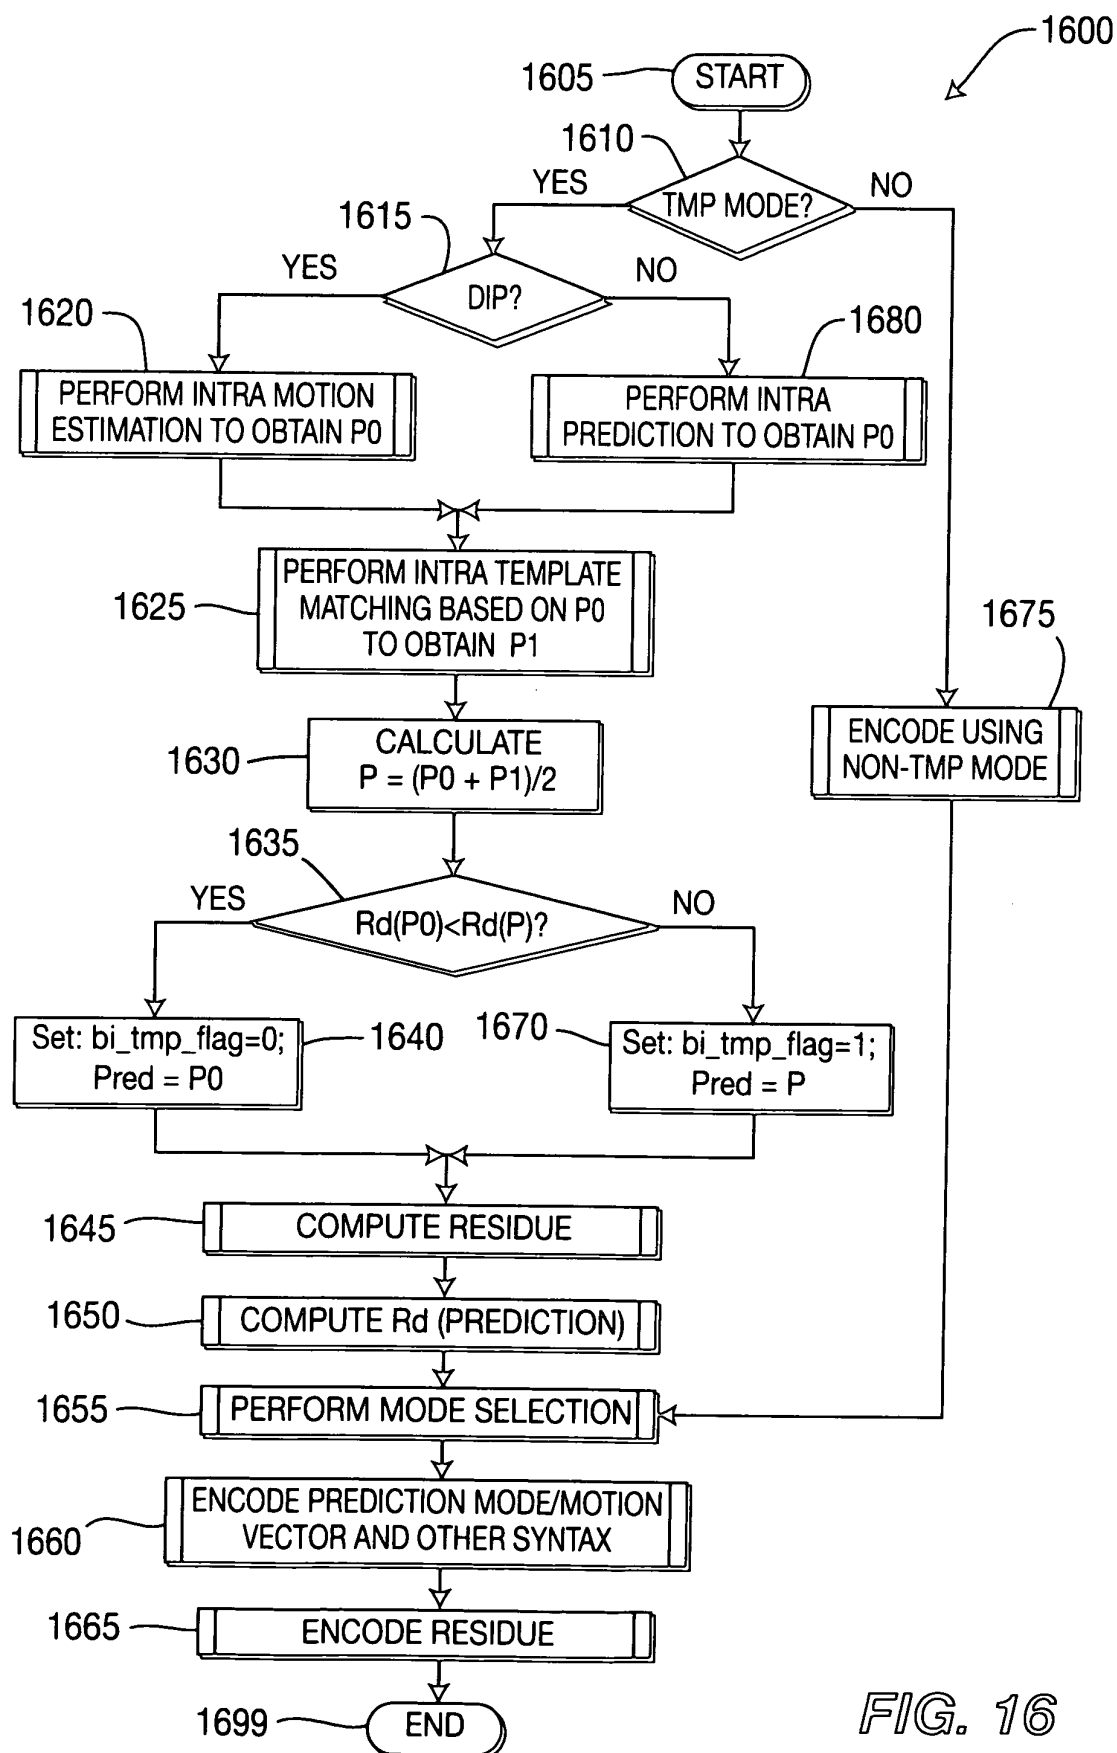 1600
1605
START
1610
YES
TMP MODE?
NO
1615
YES
DIP?
NO
1620
1680
PERFORM INTRA MOTION
ESTIMATION TO OBTAIN P0
PERFORM INTRA
PREDICTION TO OBTAIN P0
1625
PERFORM INTRA TEMPLATE
MATCHING BASED ON P0
TO OBTAIN P1
1675
ENCODE USING
NON-TMP MODE
1630
CALCULATE
P = (P0 + P1)/2
1635
YES
Rd(P0)<Rd(P)?
NO
Set: bi_tmp_flag=0;
Pred = P0
1640
1670
Set: bi_tmp_flag=1;
Pred = P
1645
COMPUTE RESIDUE
1650
COMPUTE Rd (PREDICTION)
1655
PERFORM MODE SELECTION
1660
ENCODE PREDICTION MODE/MOTION
VECTOR AND OTHER SYNTAX
1665
ENCODE RESIDUE
1699
END
FIG. 16